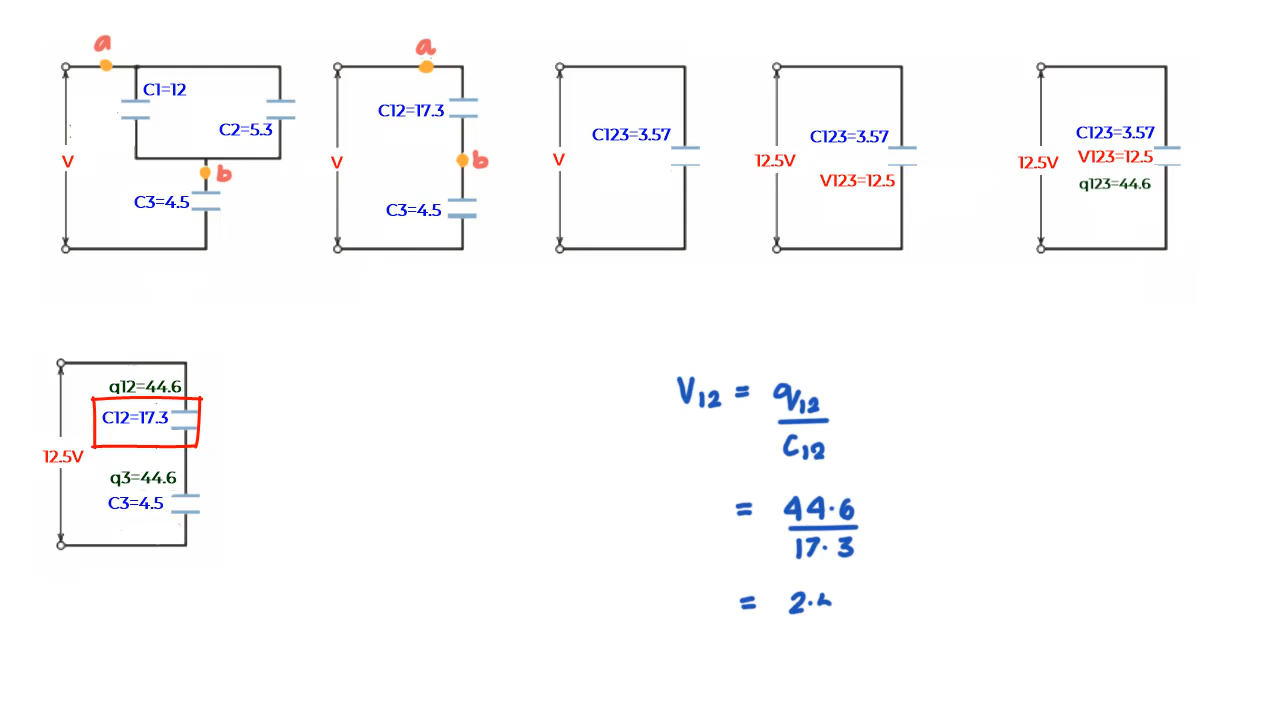 a
C1=12
C2=5.3
V
b
C3=4.5
a
C12=17.3
V
b
C3=4.5
C123=3.57
V
C123=3.57
12.5V
V123=12.5
C123=3.57
12.5V
V123=12.5
q123=44.6
q12=44.6
C12=17.3
12.5V
q3=44.6
C3=4.5
V12 = q12
C12
= 44.6
17.3
= 2.